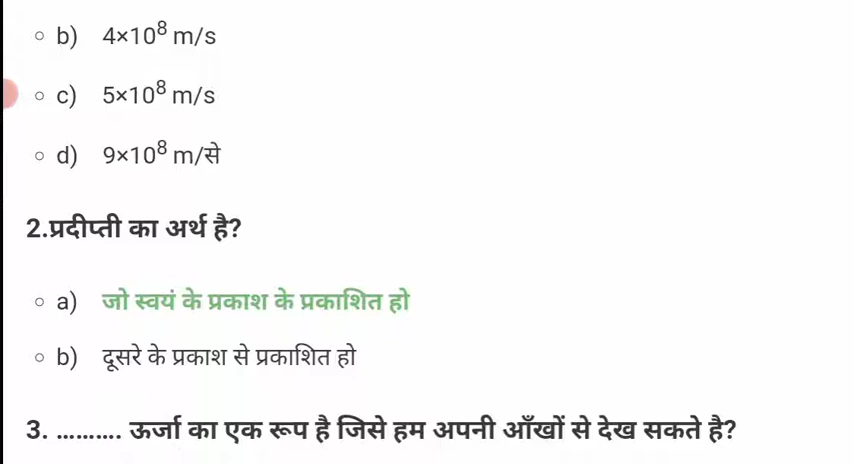 b) 4×10⁸ m/s
c) 5×10⁸ m/s
d) 9×10⁸ m/से
2.प्रदीप्ती का अर्थ है?
a) जो स्वयं के प्रकाश के प्रकाशित हो
b) दूसरे के प्रकाश से प्रकाशित हो
3. .......... ऊर्जा का एक रूप है जिसे हम अपनी आँखों से देख सकते है?